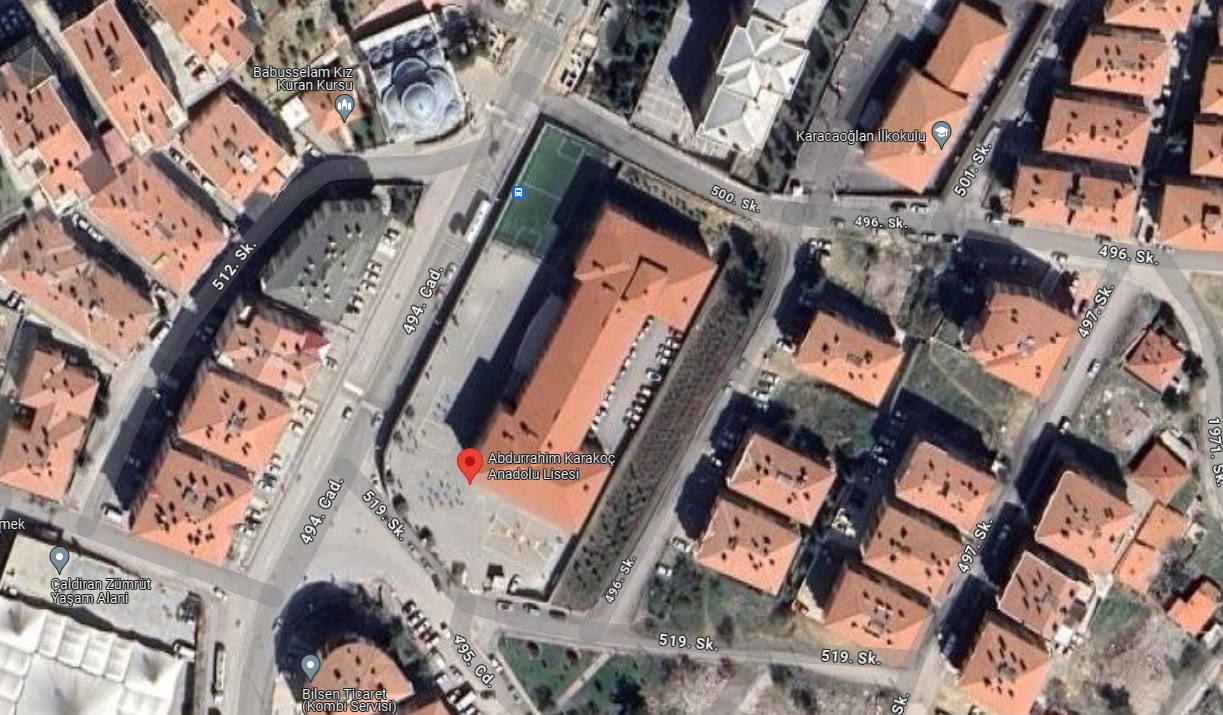 Babusselam Kız
Kuran Kursu
Karacaoğlan İlkokulu
501. Sk.
500. Sk.
496. Sk.
496. Sk.
512. Sk.
494. Cad.
497. Sk.
1971. Sk.
Abdurrahim Karakoç
Anadolu Lisesi
494. Cad.
519. Sk.
mek
497. Sk.
Çaldıran Zümrüt
Yaşam Alanı
496. Sk.
519. Sk.
519. Sk.
495. Cd.
Bilsen Ticaret
(Kombi Servisi)
Sk.